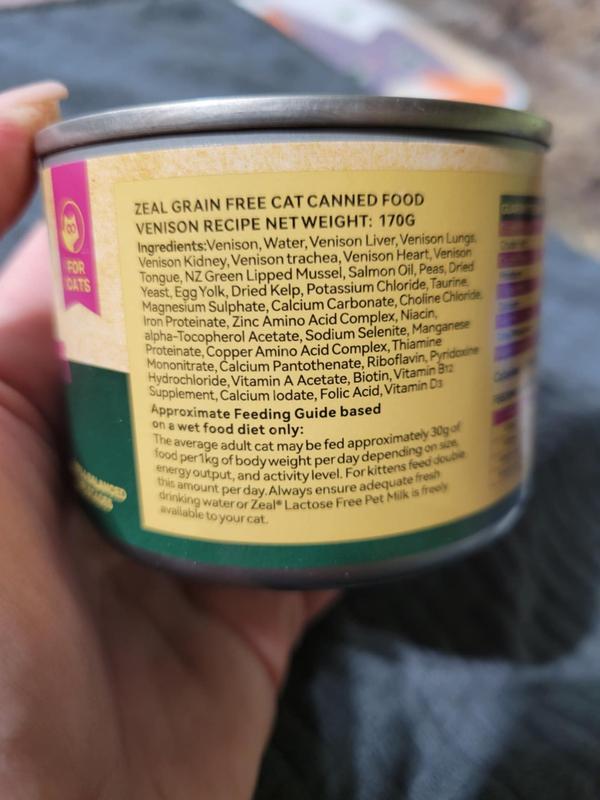 ZEAL GRAIN FREE CAT CANNED FOOD
VENISON RECIPE NET WEIGHT: 170G
Ingredients:Venison, Water, Venison Liver, Venison Lungs,
Venison Kidney, Venison trachea, Venison Heart, Venison
Tongue, NZ Green Lipped Mussel, Salmon Oil, Peas, Dried
Yeast, Egg Yolk, Dried Kelp, Potassium Chloride, Taurine,
Magnesium Sulphate, Calcium Carbonate, Choline Chloride,
Iron Proteinate, Zinc Amino Acid Complex, Niacin,
alpha-Tocopherol Acetate, Sodium Selenite, Manganese
Proteinate, Copper Amino Acid Complex, Thiamine
Mononitrate, Calcium Pantothenate, Riboflavin, Pyridoxine
Hydrochloride, Vitamin A Acetate, Biotin, Vitamin B12
Supplement, Calcium Iodate, Folic Acid, Vitamin D3
Approximate Feeding Guide based
on a wet food diet only:
The average adult cat may be fed approximately 30g of
food per 1kg of bodyweight per day depending on size,
energy output, and activity level. For kittens feed double
this amount per day. Always ensure adequate fresh
drinking water or Zeal® Lactose Free Pet Milk is freely
available to your cat.
FOR
CATS